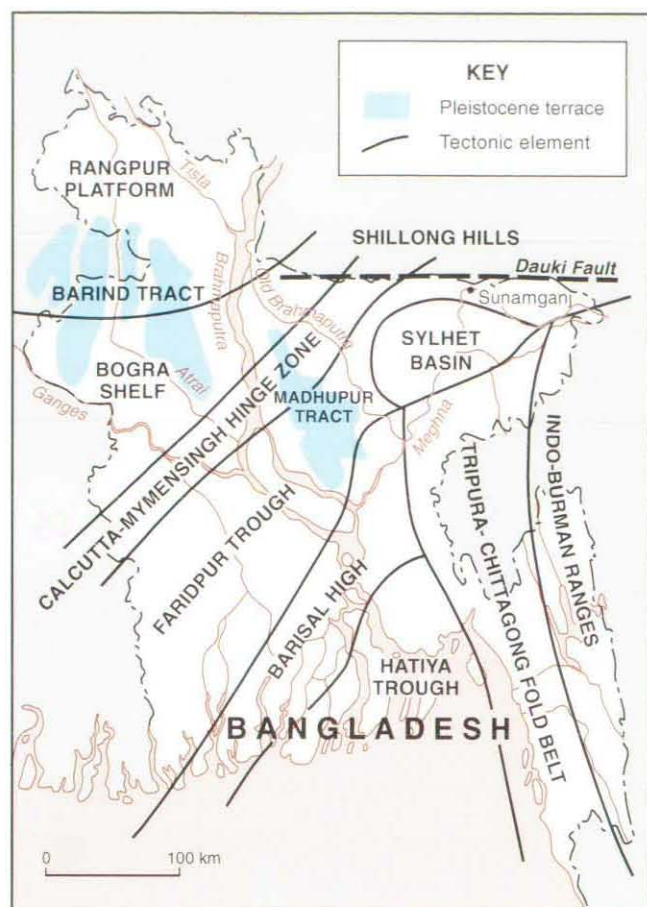 KEY
Pleistocene terrace
Tectonic element
RANGPUR
PLATFORM
Tista
SHILLONG HILLS
Dauki Fault
Sunamganj
BARIND TRACT
Brahmaputra
Old Brahmaputra
SYLHET
BASIN
BOGRA
SHELF
Atrai
Ganges
MADHUPUR
TRACT
Meghna
CALCUTTA-MYMENSINGH HINGE ZONE
INDO-BURMAN RANGES
TRIPURA-CHITTAGONG FOLD BELT
FARIDPUR TROUGH
BARISAL HIGH
HATIYA
TROUGH
BANGLADESH
0 100 km